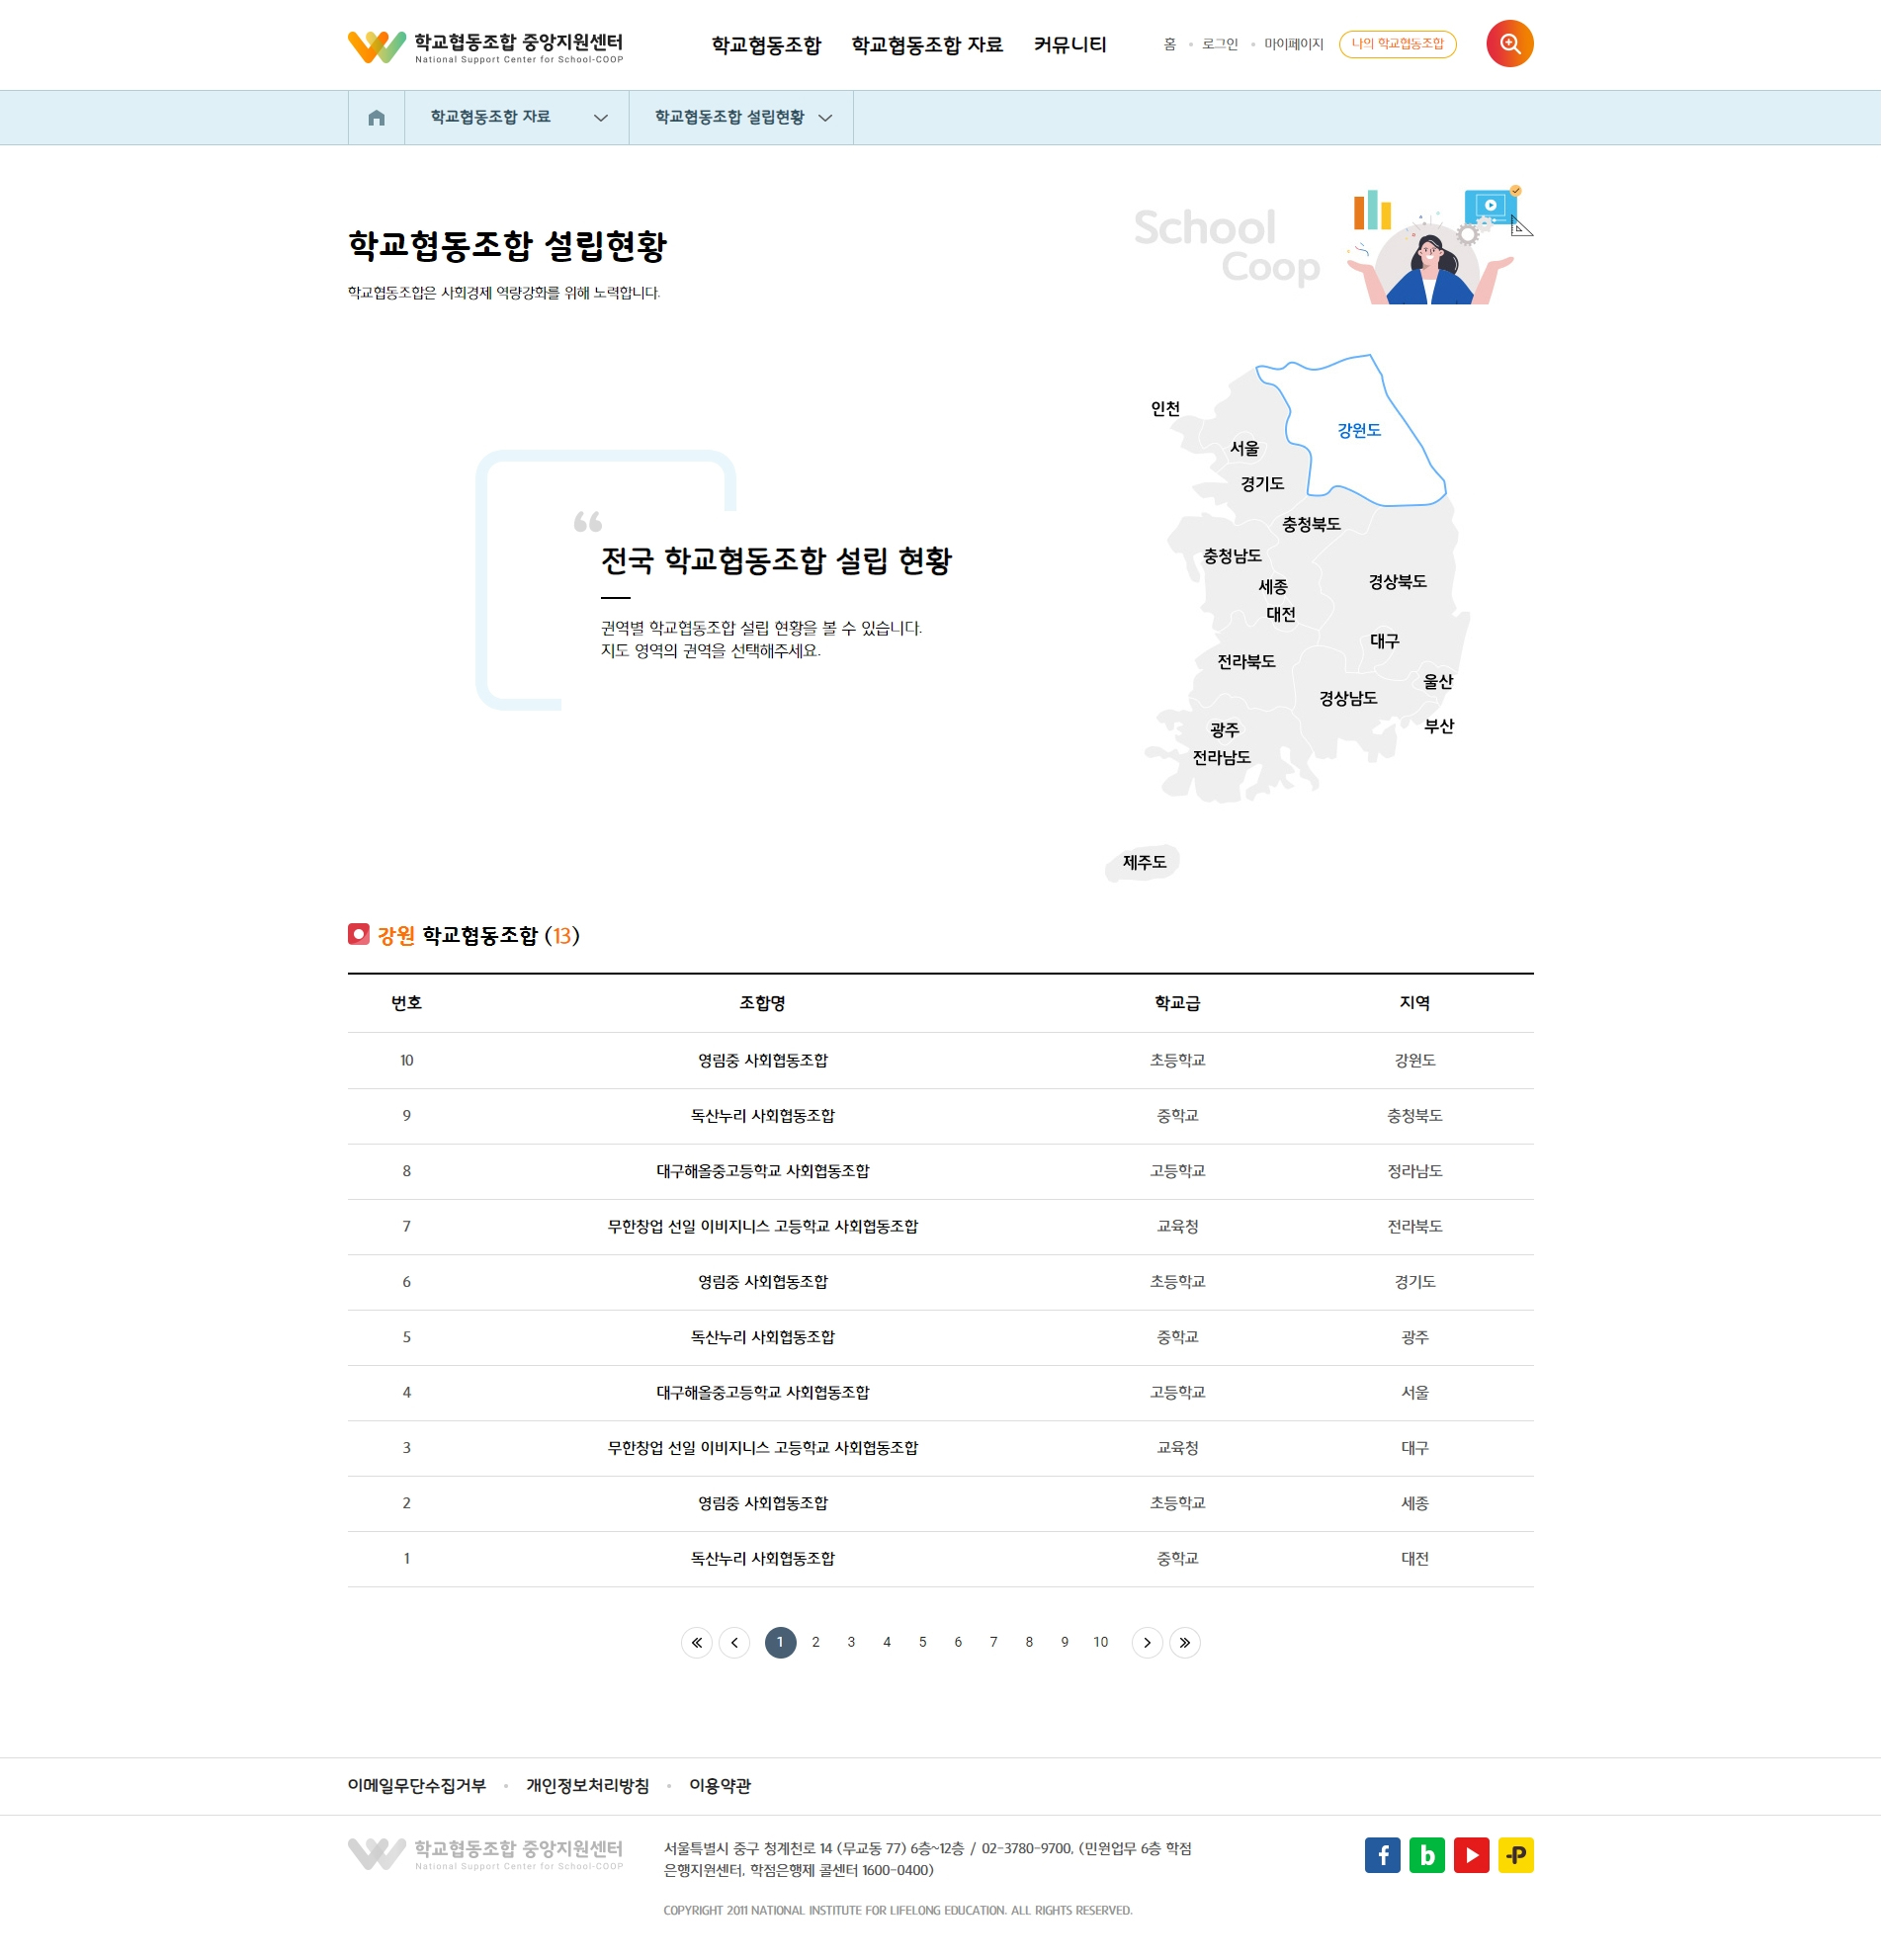 학교협동조합 중앙지원센터
National Support Center for School-COOP
학교협동조합 학교협동조합 자료 커뮤니티
홈 로그인 마이페이지 나의 학교협동조합
학교협동조합 자료 학교협동조합 설립현황
School
Coop
학교협동조합 설립현황
학교협동조합은 사회경제 역량강화를 위해 노력합니다.
전국 학교협동조합 설립 현황
권역별 학교협동조합 설립 현황을 볼 수 있습니다.
지도 영역의 권역을 선택해주세요.
인천
강원도
서울
경기도
충청북도
충청남도
경상북도
세종
대전
대구
전라북도
울산
경상남도
부산
광주
전라남도
제주도
강원 학교협동조합 (13)
번호 조합명 학교급 지역
10 영림중 사회협동조합 초등학교 강원도
9 독산누리 사회협동조합 중학교 충청북도
8 대구해올중고등학교 사회협동조합 고등학교 정라남도
7 무한창업 선일 이비지니스 고등학교 사회협동조합 교육청 전라북도
6 영림중 사회협동조합 초등학교 경기도
5 독산누리 사회협동조합 중학교 광주
4 대구해올중고등학교 사회협동조합 고등학교 서울
3 무한창업 선일 이비지니스 고등학교 사회협동조합 교육청 대구
2 영림중 사회협동조합 초등학교 세종
1 독산누리 사회협동조합 중학교 대전
1 2 3 4 5 6 7 8 9 10
이메일무단수집거부 개인정보처리방침 이용약관
학교협동조합 중앙지원센터
National Support Center for School-COOP
서울특별시 중구 청계천로 14 (무교동 77) 6층~12층 / 02-3780-9700, (민원업무 6층 학점
은행지원센터, 학점은행제 콜센터 1600-0400)
COPYRIGHT 2011 NATIONAL INSTITUTE FOR LIFELONG EDUCATION. ALL RIGHTS RESERVED.